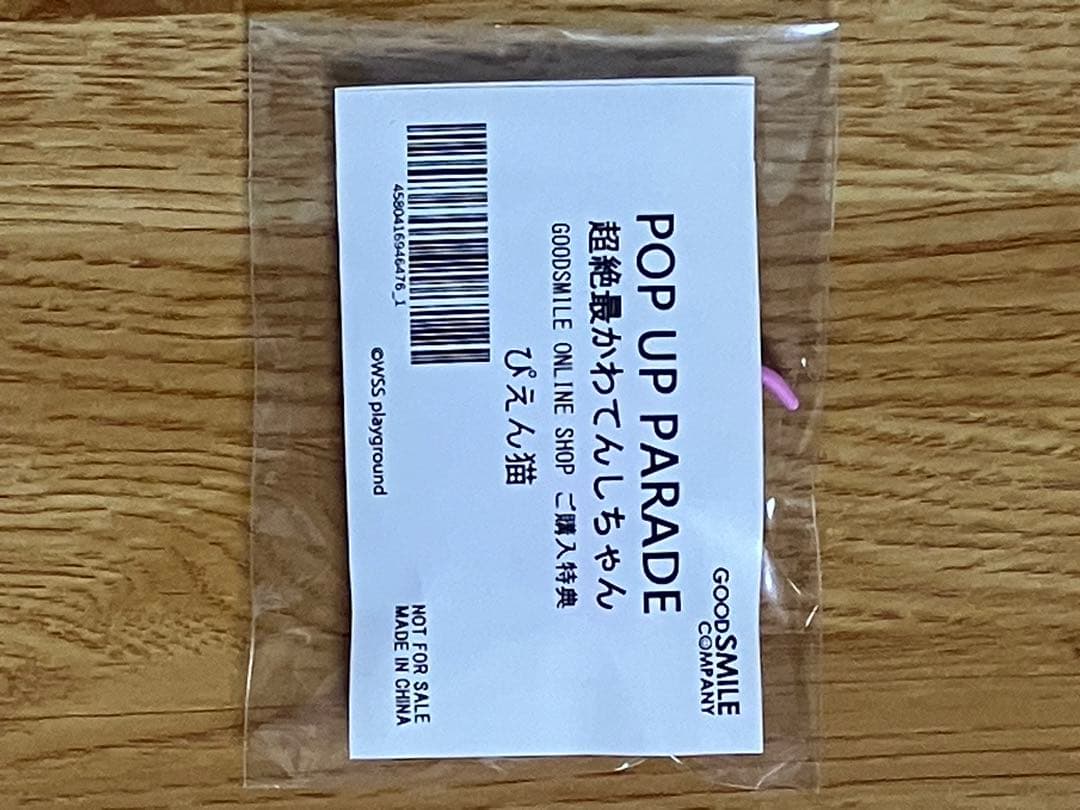 GOODSMILE
COMPANY
POP UP PARADE
超絶最かわてんしちゃん
GOODSMILE ONLINE SHOP ご購入特典
ぴえん猫
4580416946476_1
©WSS playground
NOT FOR SALE
MADE IN CHINA